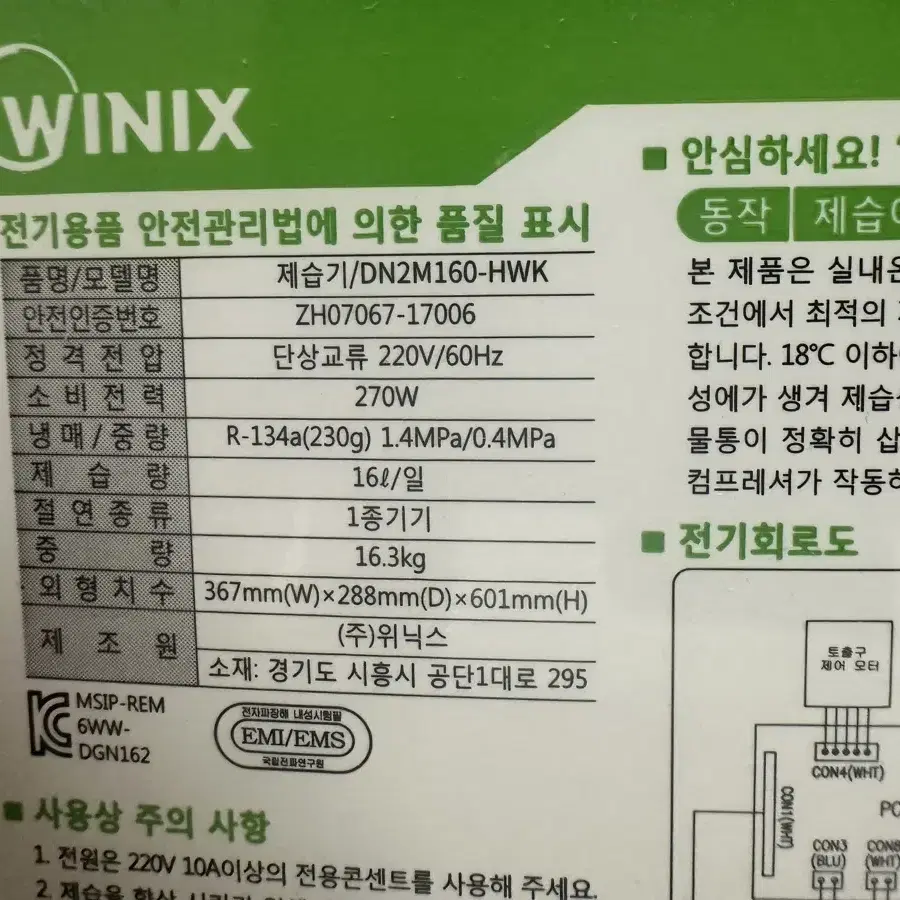 WINIX
전기용품 안전관리법에 의한 품질 표시
품명/모델명 제습기/DN2M160-HWK
안전인증번호 ZH07067-17006
정격전압 단상교류 220V/60Hz
소비전력 270W
냉매/중량 R-134a(230g) 1.4MPa/0.4MPa
제습량 16ℓ/일
절연종류 1종기기
중량 16.3kg
외형치수 367mm(W)×288mm(D)×601mm(H)
제조원 (주)위닉스
소재: 경기도 시흥시 공단1대로 295
MSIP-REM
6WW-
DGN162
전자파장해 내성시험필
EMI/EMS
국립전파연구원
■ 사용상 주의 사항
1. 전원은 220V 10A이상의 전용콘센트를 사용해 주세요.
2. 제습을 항상
■ 안심하세요!
동작 제습
본 제품은 실내온
조건에서 최적의
합니다. 18℃ 이하
성에가 생겨 제습
물통이 정확히 삽
컴프레셔가 작동하
■ 전기회로도
토출구
제어 모터
CON4(WHT)
CON1(WHT)
PC
CON3
(BLU)
CON8
(WHT)